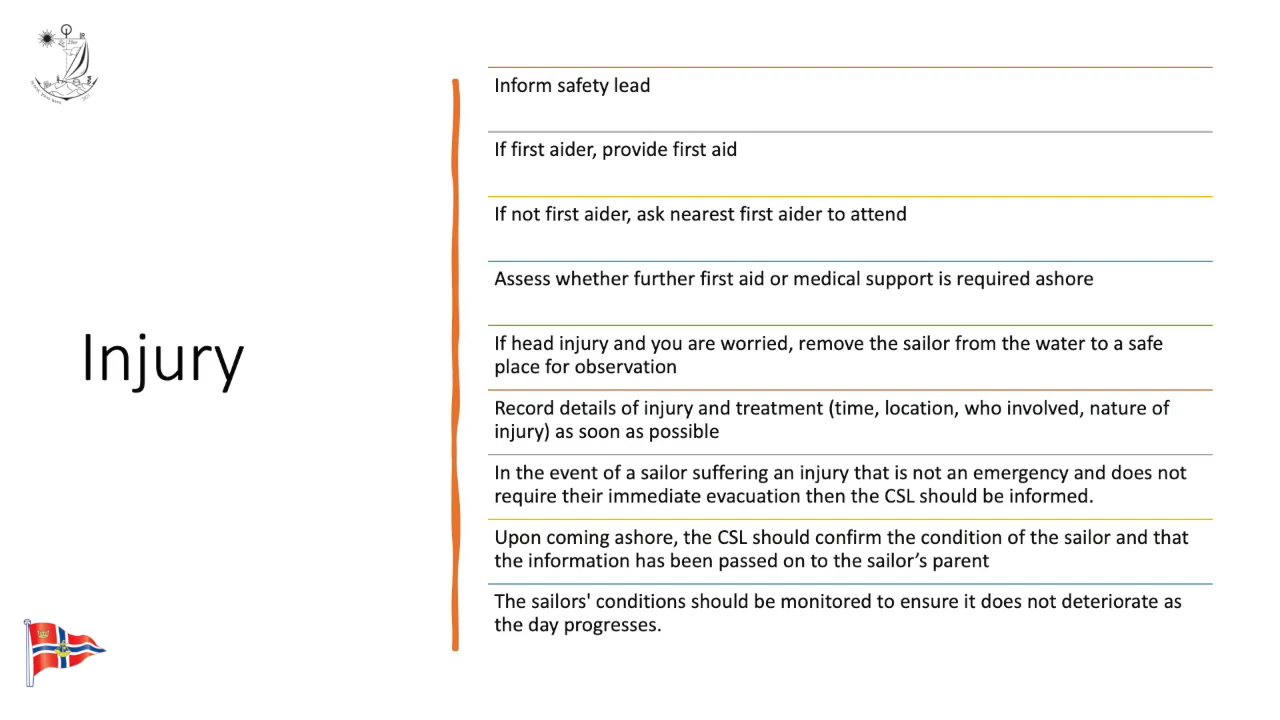 Injury
Inform safety lead
If first aider, provide first aid
If not first aider, ask nearest first aider to attend
Assess whether further first aid or medical support is required ashore
If head injury and you are worried, remove the sailor from the water to a safe
place for observation
Record details of injury and treatment (time, location, who involved, nature of
injury) as soon as possible
In the event of a sailor suffering an injury that is not an emergency and does not
require their immediate evacuation then the CSL should be informed.
Upon coming ashore, the CSL should confirm the condition of the sailor and that
the information has been passed on to the sailor’s parent
The sailors' conditions should be monitored to ensure it does not deteriorate as
the day progresses.